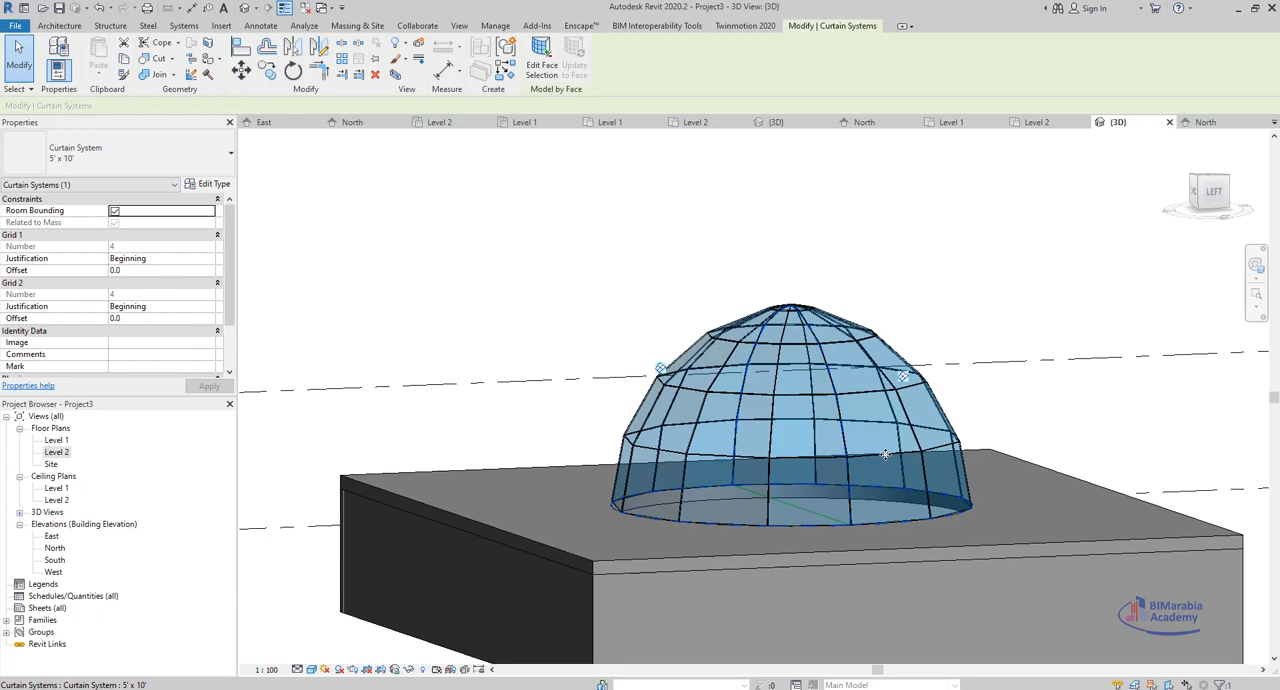 Autodesk Revit 2020.2 - Project3 - 3D View: {3D}
Sign In
File Architecture Structure Steel Systems Insert Annotate Analyze Massing & Site Collaborate View Manage Add-Ins Enscape™ BIM Interoperability Tools Twinmotion 2020 Modify | Curtain Systems
Modify
Properties
Paste
Cope
Cut
Join
Edit Face Selection
Update to Face
Select Properties Clipboard Geometry Modify View Measure Create Model by Face
Modify | Curtain Systems
Properties
East North Level 2 Level 1 Level 1 Level 2 {3D} North Level 1 Level 2 {3D} North
Curtain System
5' x 10'
Curtain Systems (1) Edit Type
Constraints
Room Bounding
Related to Mass
Grid 1
Number 4
Justification Beginning
Offset 0.0
Grid 2
Number 4
Justification Beginning
Offset 0.0
Identity Data
Image
Comments
Mark
Properties help Apply
Project Browser - Project3
Views (all)
Floor Plans
Level 1
Level 2
Site
Ceiling Plans
Level 1
Level 2
3D Views
Elevations (Building Elevation)
East
North
South
West
Legends
Schedules/Quantities (all)
Sheets (all)
Families
Groups
Revit Links
LEFT
BIMarabia
Academy
1 : 100
Curtain Systems : Curtain System : 5' x 10'
:0
Main Model
:1